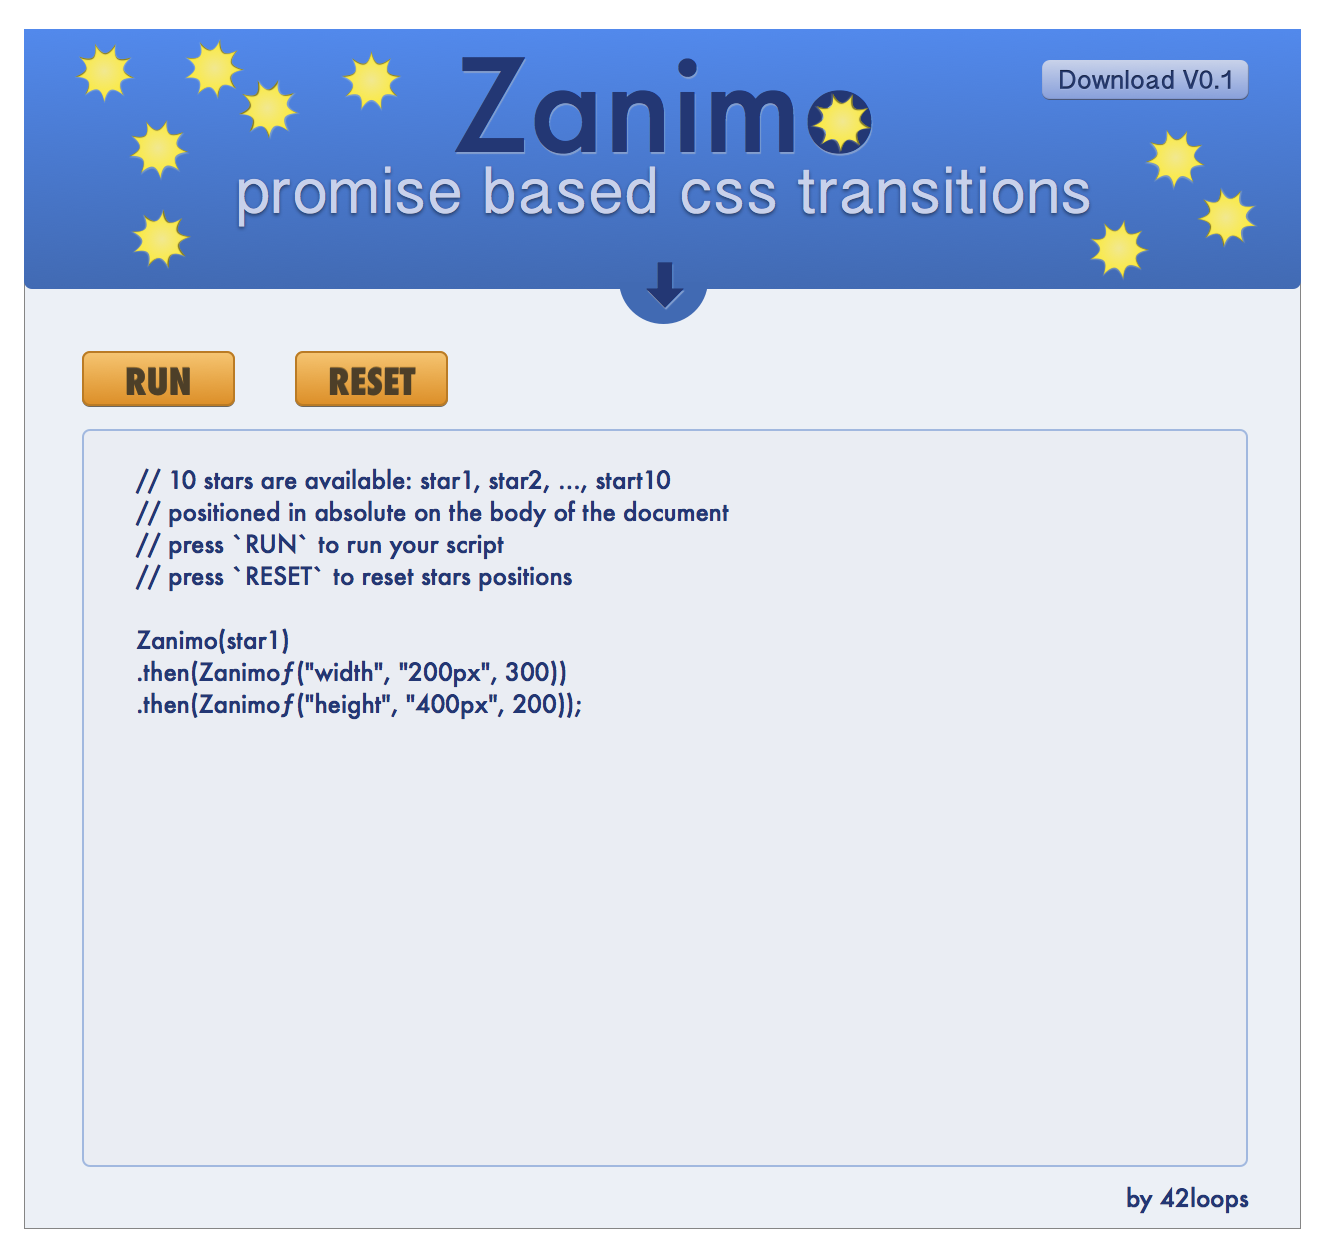 Zanimo
Download V0.1
promise based css transitions
RUN
RESET
// 10 stars are available: star1, star2, ..., start10
// positioned in absolute on the body of the document
// press `RUN` to run your script
// press `RESET` to reset stars positions
Zanimo(star1)
.then(Zanimoƒ("width", "200px", 300))
.then(Zanimoƒ("height", "400px", 200));
by 42loops